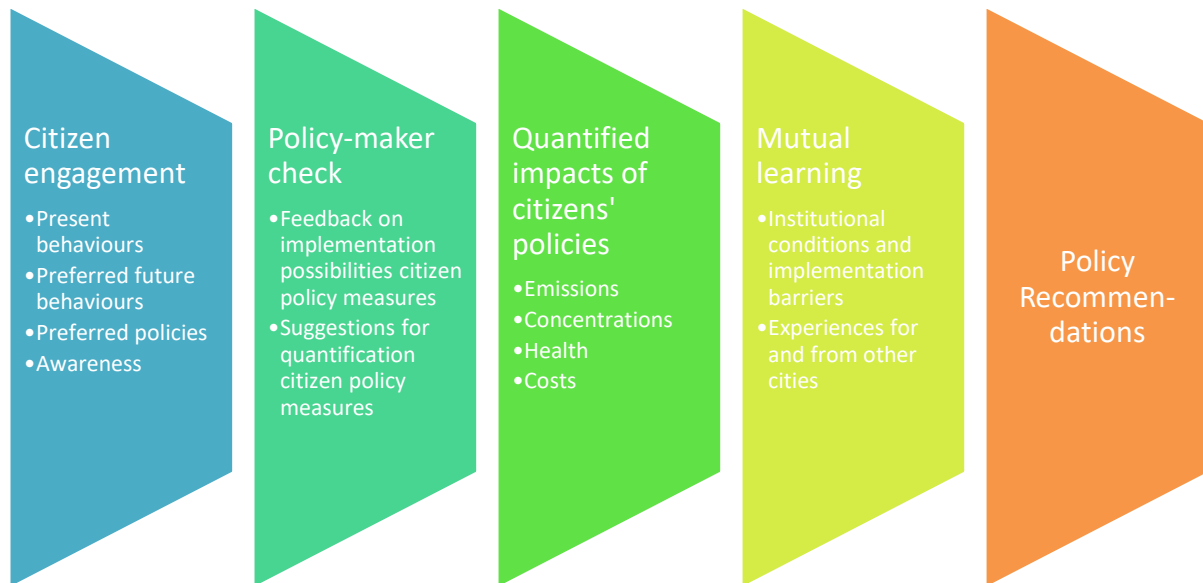 Citizen
engagement
•Present
behaviours
•Preferred future
behaviours
•Preferred policies
•Awareness
Policy-maker
check
•Feedback on
implementation
possibilities citizen
policy measures
•Suggestions for
quantification
citizen policy
measures
Quantified
impacts of
citizens'
policies
•Emissions
•Concentrations
•Health
•Costs
Mutual
learning
•Institutional
conditions and
implementation
barriers
•Experiences for
and from other
cities
Policy
Recommen-
dations